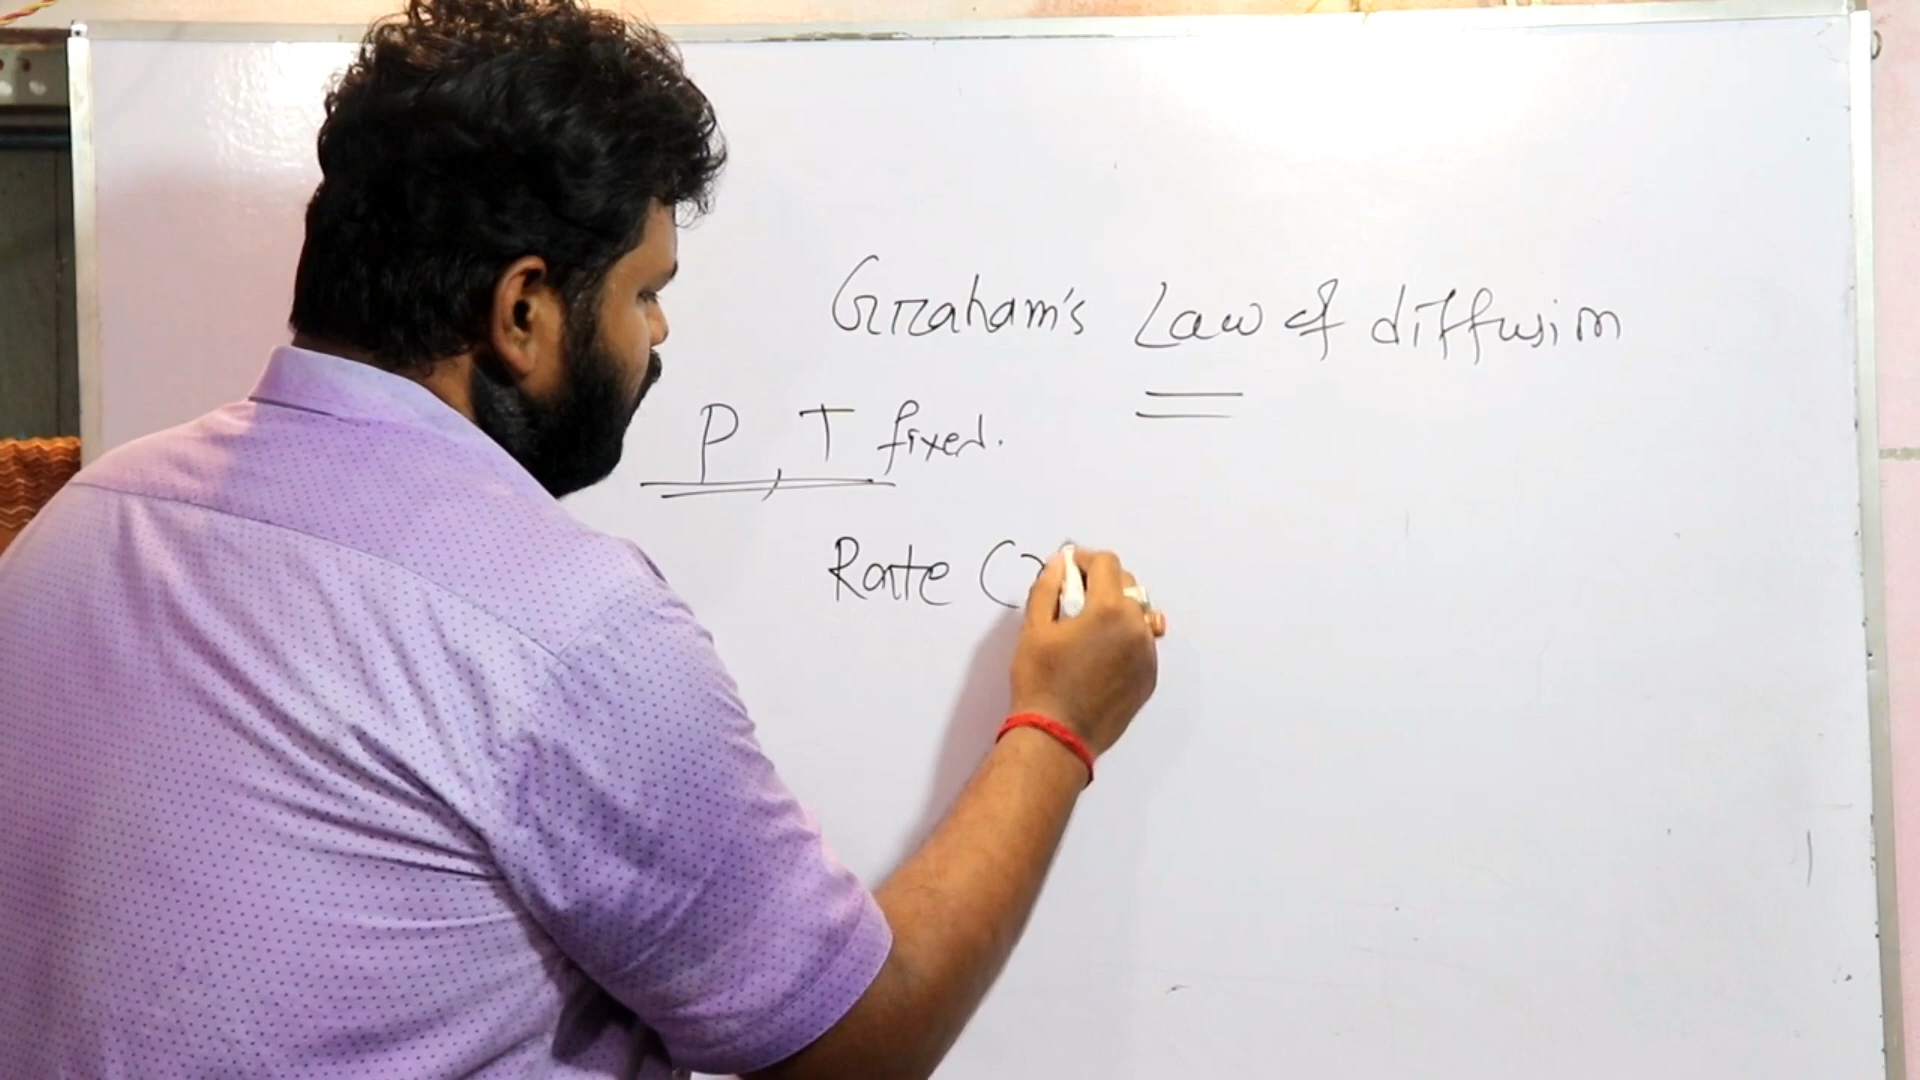 Graham's Law of diffusion
P, T fixed.
Rate (r